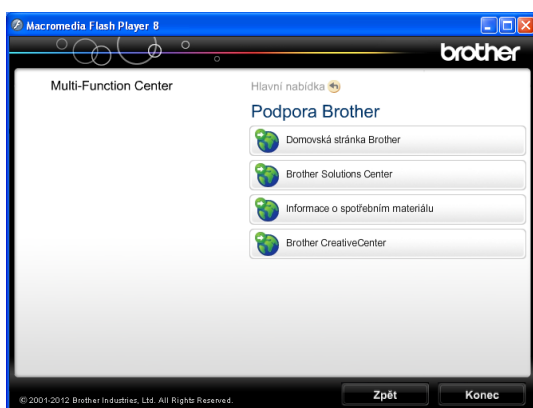 Macromedia Flash Player 8
brother
Multi-Function Center
Hlavní nabídka
Podpora Brother
Domovská stránka Brother
Brother Solutions Center
Informace o spotřebním materiálu
Brother CreativeCenter
© 2001-2012 Brother Industries, Ltd. All Rights Reserved.
Zpět
Konec